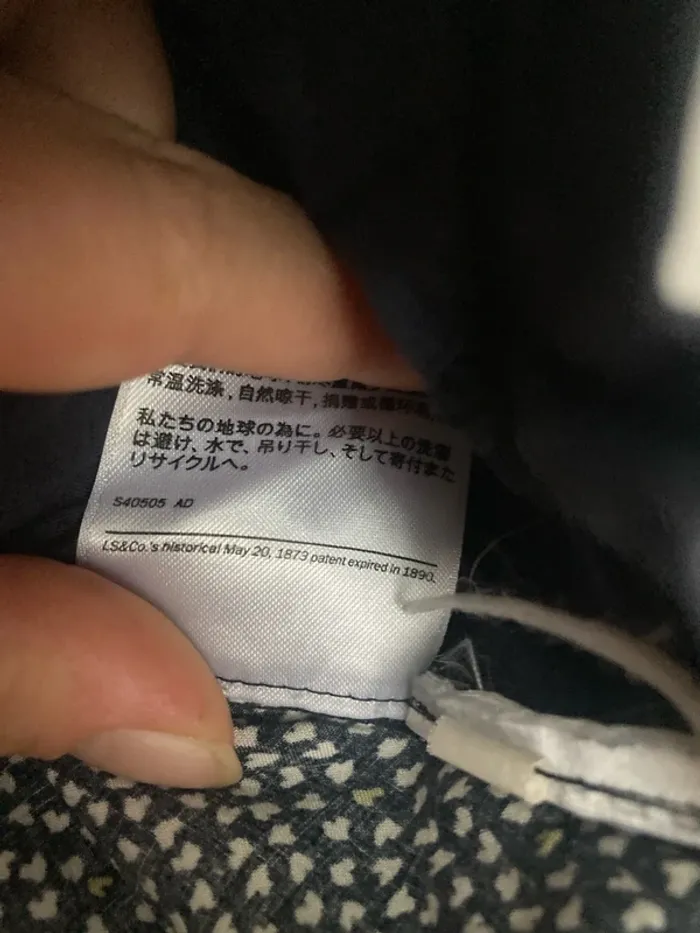 常温洗涤,自然晾干,捐赠或循环
私たちの地球の為に。必要以上の洗濯
は避け、水で、吊り干し、そして寄付また
リサイクルへ。
S40505 AD
LS&Co.'s historical May 20, 1873 patent expired in 1890.